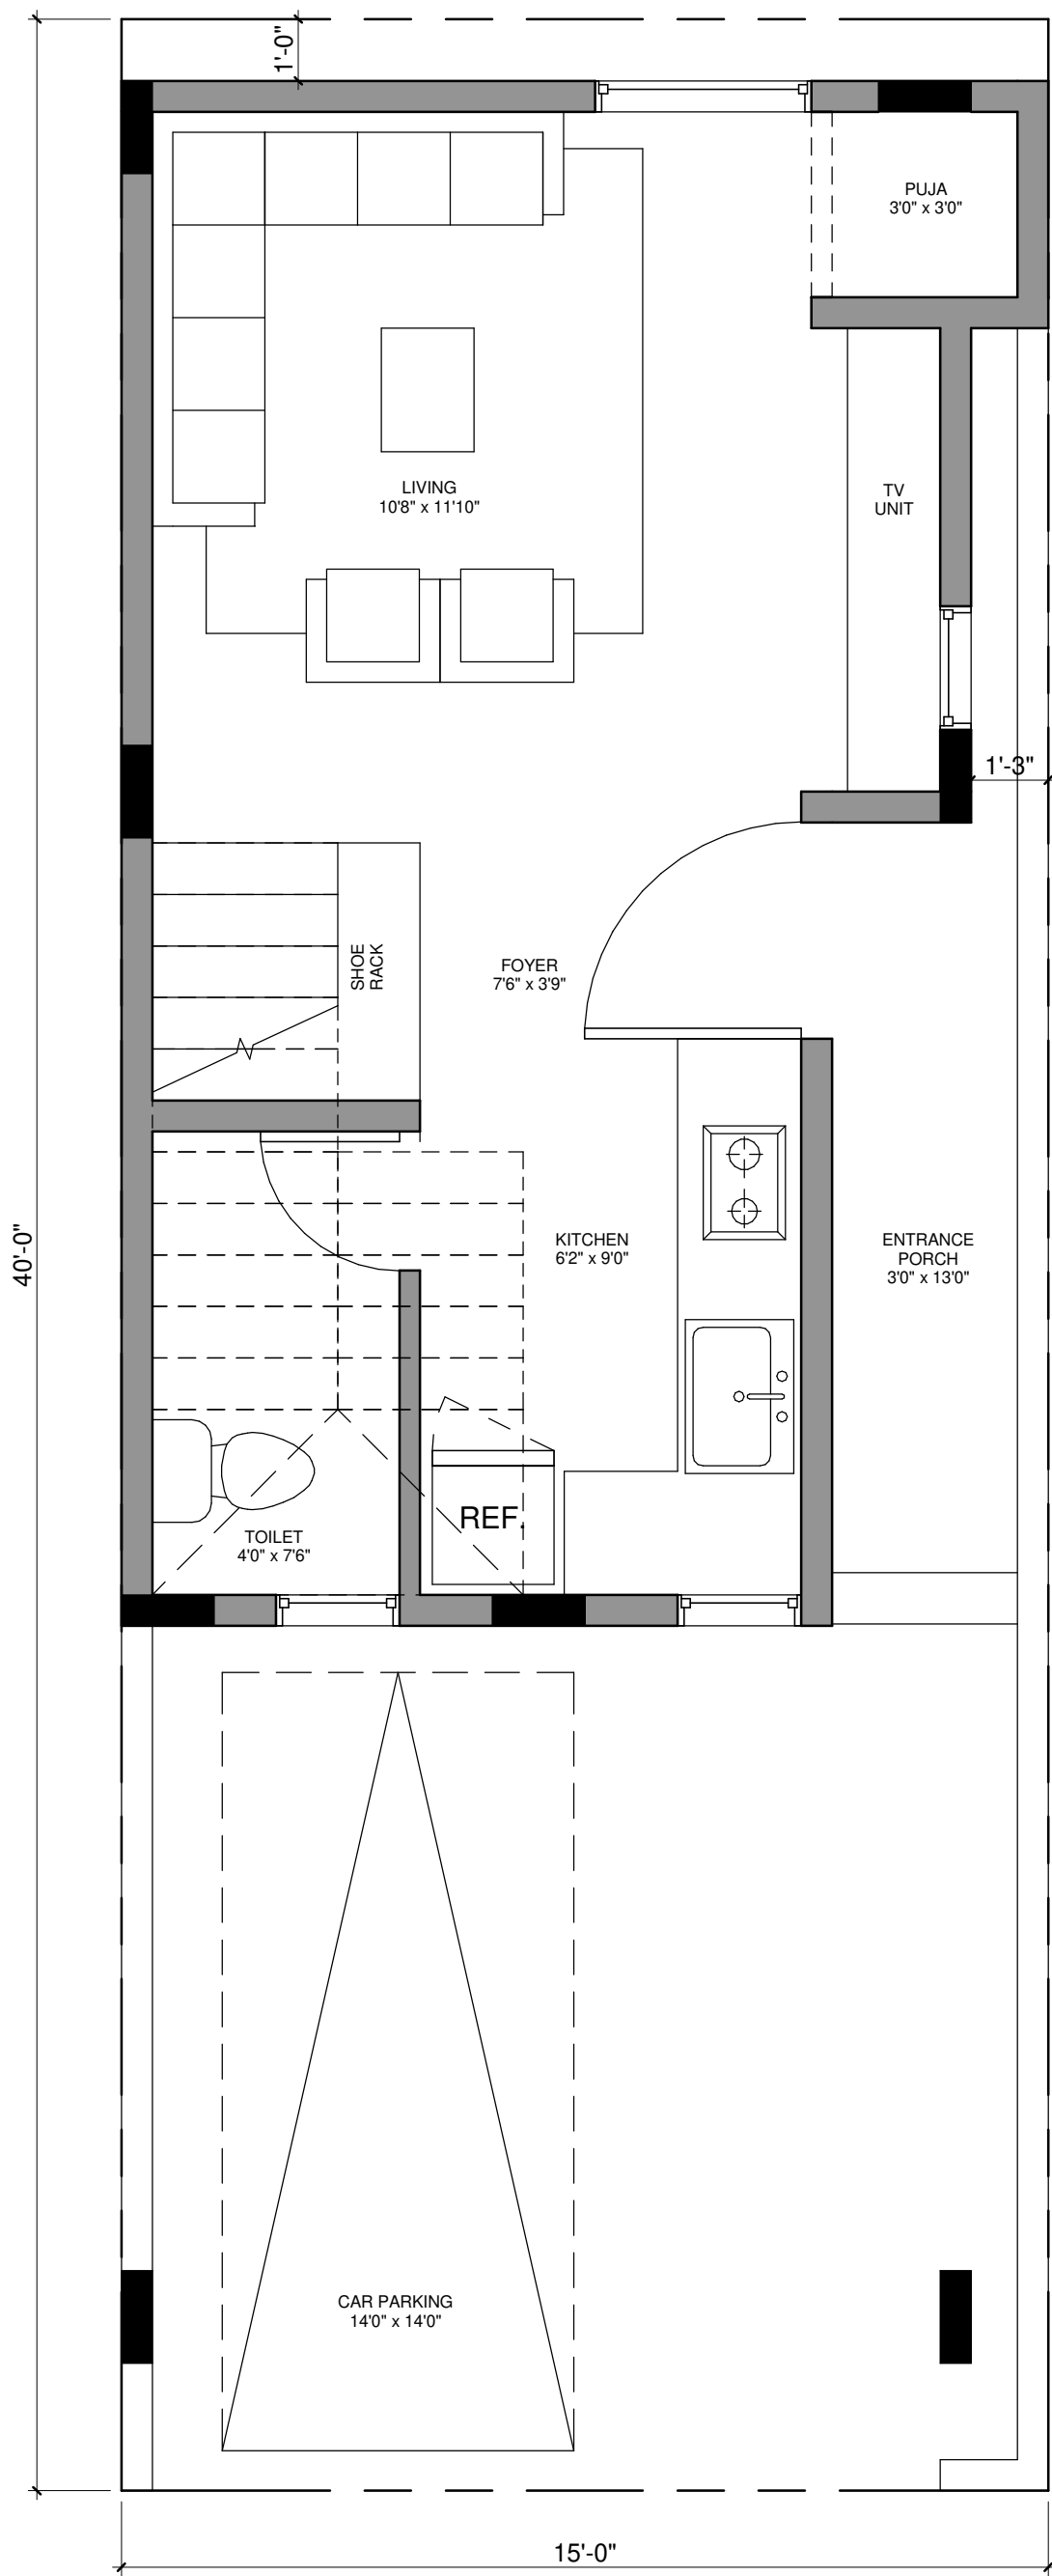 1'-0"
PUJA
3'0" x 3'0"
LIVING
10'8" x 11'10"
TV
UNIT
1'-3"
SHOE
RACK
FOYER
7'6" x 3'9"
40'-0"
KITCHEN
6'2" x 9'0"
ENTRANCE
PORCH
3'0" x 13'0"
REF.
TOILET
4'0" x 7'6"
CAR PARKING
14'0" x 14'0"
15'-0"